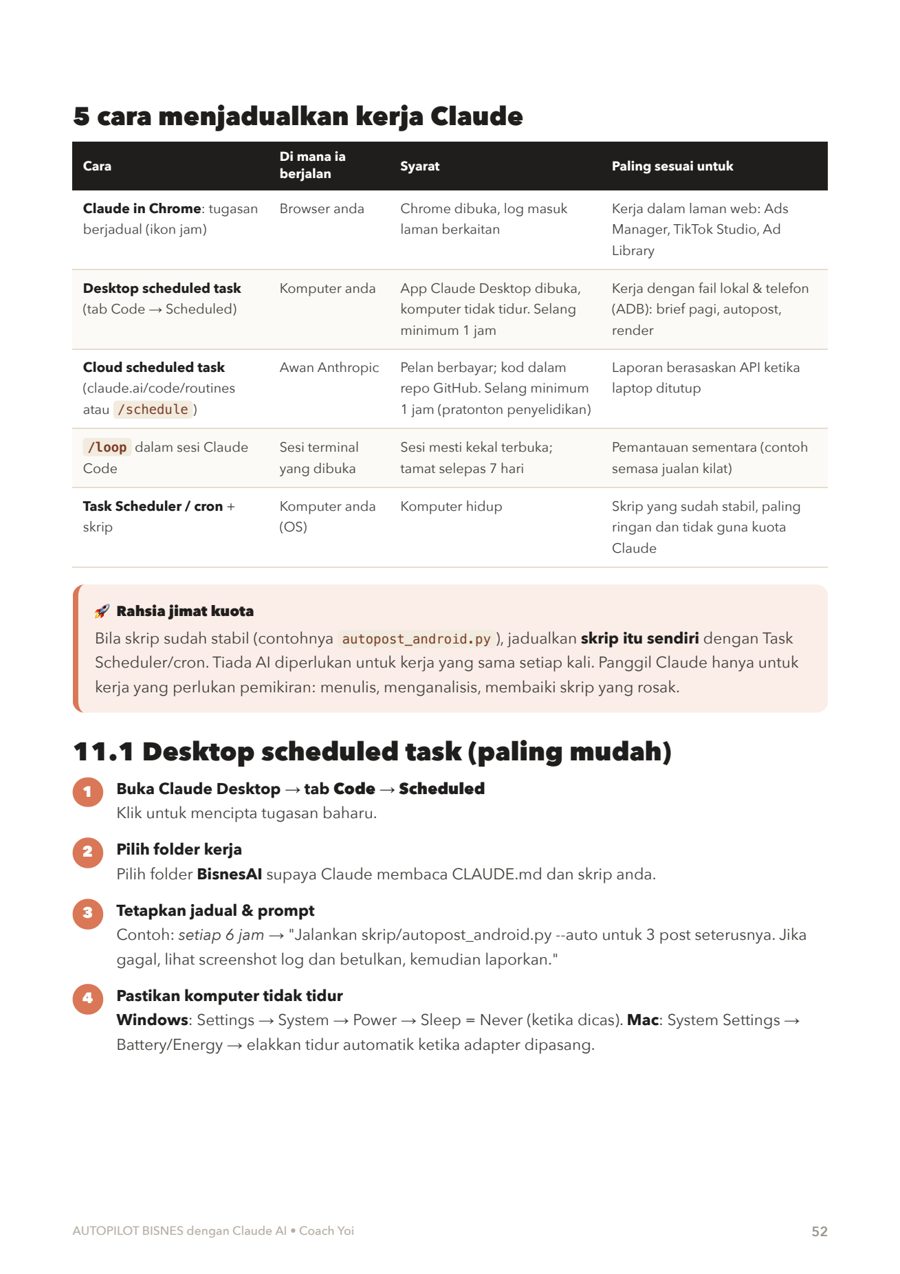 5 cara menjadualkan kerja Claude
Cara
Di mana ia
berjalan
Syarat
Paling sesuai untuk
Claude in Chrome: tugasan
berjadual (ikon jam)
Browser anda
Chrome dibuka, log masuk
laman berkaitan
Kerja dalam laman web: Ads
Manager, TikTok Studio, Ad
Library
Desktop scheduled task
(tab Code → Scheduled)
Komputer anda
App Claude Desktop dibuka,
komputer tidak tidur. Selang
minimum 1 jam
Kerja dengan fail lokal & telefon
(ADB): brief pagi, autopost,
render
Cloud scheduled task
(claude.ai/code/routines
atau /schedule )
Awan Anthropic
Pelan berbayar; kod dalam
repo GitHub. Selang minimum
1 jam (pratonton penyelidikan)
Laporan berasaskan API ketika
laptop ditutup
/loop dalam sesi Claude
Code
Sesi terminal
yang dibuka
Sesi mesti kekal terbuka;
tamat selepas 7 hari
Pemantauan sementara (contoh
semasa jualan kilat)
Task Scheduler / cron +
skrip
Komputer anda
(OS)
Komputer hidup
Skrip yang sudah stabil, paling
ringan dan tidak guna kuota
Claude
🚀 Rahsia jimat kuota
Bila skrip sudah stabil (contohnya autopost_android.py ), jadualkan skrip itu sendiri dengan Task
Scheduler/cron. Tiada AI diperlukan untuk kerja yang sama setiap kali. Panggil Claude hanya untuk
kerja yang perlukan pemikiran: menulis, menganalisis, membaiki skrip yang rosak.
11.1 Desktop scheduled task (paling mudah)
1 Buka Claude Desktop → tab Code → Scheduled
Klik untuk mencipta tugasan baharu.
2 Pilih folder kerja
Pilih folder BisnesAI supaya Claude membaca CLAUDE.md dan skrip anda.
3 Tetapkan jadual & prompt
Contoh: setiap 6 jam → "Jalankan skrip/autopost_android.py --auto untuk 3 post seterusnya. Jika
gagal, lihat screenshot log dan betulkan, kemudian laporkan."
4 Pastikan komputer tidak tidur
Windows: Settings → System → Power → Sleep = Never (ketika dicas). Mac: System Settings →
Battery/Energy → elakkan tidur automatik ketika adapter dipasang.
AUTOPILOT BISNES dengan Claude AI • Coach Yoi
52